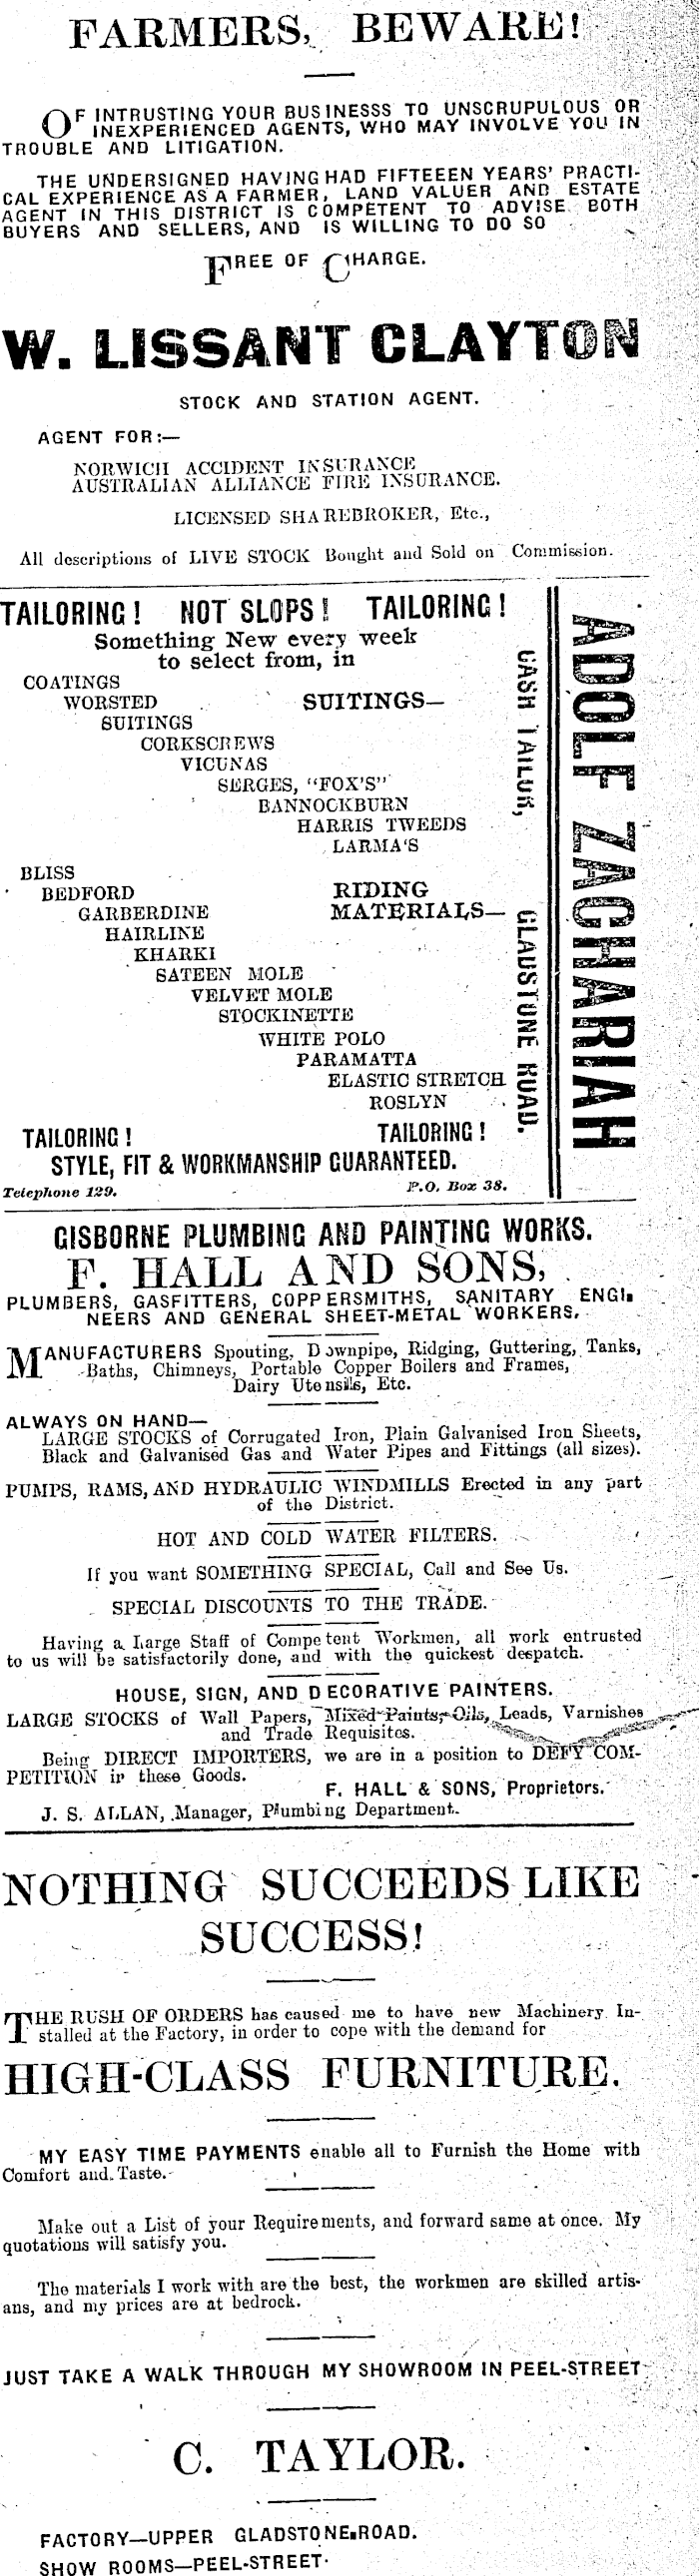 FARMERS, BEWARE!
OF INTRUSTING YOUR BUSINESSS TO UNSCRUPULOUS OR
INEXPERIENCED AGENTS, WHO MAY INVOLVE YOU IN
TROUBLE AND LITIGATION.
THE UNDERSIGNED HAVING HAD FIFTEEEN YEARS' PRACTI-
CAL EXPERIENCE AS A FARMER, LAND VALUER AND ESTATE
AGENT IN THIS DISTRICT IS COMPETENT TO ADVISE BOTH
BUYERS AND SELLERS, AND IS WILLING TO DO SO
FREE OF CHARGE.
W. LISSANT CLAYTON
STOCK AND STATION AGENT.
AGENT FOR:—
NORWICH ACCIDENT INSURANCE
AUSTRALIAN ALLIANCE FIRE INSURANCE.
LICENSED SHAREBROKER, Etc.,
All descriptions of LIVE STOCK Bought and Sold on Commission.
TAILORING! NOT SLOPS! TAILORING!
Something New every week
to select from, in
COATINGS
WORSTED SUITINGS—
SUITINGS
CORKSCREWS
VICUNAS
SERGES, "FOX'S"
BANNOCKBURN
HARRIS TWEEDS
LARMA'S
BLISS
BEDFORD RIDING
GARBERDINE MATERIALS—
HAIRLINE
KHARKI
SATEEN MOLE
VELVET MOLE
STOCKINETTE
WHITE POLO
PARAMATTA
ELASTIC STRETCH
ROSLYN
TAILORING! TAILORING!
STYLE, FIT & WORKMANSHIP GUARANTEED.
Telephone 129. P.O. Box 38.
CASH TAILOR, GLADSTONE ROAD.
ADOLF ZACHARIAH
GISBORNE PLUMBING AND PAINTING WORKS.
F. HALL AND SONS,
PLUMBERS, GASFITTERS, COPPERSMITHS, SANITARY ENGI-
NEERS AND GENERAL SHEET-METAL WORKERS.
MANUFACTURERS Spouting, Downpipe, Ridging, Guttering, Tanks,
Baths, Chimneys, Portable Copper Boilers and Frames,
Dairy Utensils, Etc.
ALWAYS ON HAND—
LARGE STOCKS of Corrugated Iron, Plain Galvanised Iron Sheets,
Black and Galvanised Gas and Water Pipes and Fittings (all sizes).
PUMPS, RAMS, AND HYDRAULIC WINDMILLS Erected in any part
of the District.
HOT AND COLD WATER FILTERS.
If you want SOMETHING SPECIAL, Call and See Us.
SPECIAL DISCOUNTS TO THE TRADE.
Having a Large Staff of Competent Workmen, all work entrusted
to us will be satisfactorily done, and with the quickest despatch.
HOUSE, SIGN, AND DECORATIVE PAINTERS.
LARGE STOCKS of Wall Papers, Mixed Paints, Oils, Leads, Varnishes
and Trade Requisites.
Being DIRECT IMPORTERS, we are in a position to DEFY COM-
PETITION in these Goods.
F. HALL & SONS, Proprietors.
J. S. ALLAN, Manager, Plumbing Department.
NOTHING SUCCEEDS LIKE
SUCCESS!
THE RUSH OF ORDERS has caused me to have new Machinery In-
stalled at the Factory, in order to cope with the demand for
HIGH-CLASS FURNITURE.
MY EASY TIME PAYMENTS enable all to Furnish the Home with
Comfort and Taste.
Make out a List of your Requirements, and forward same at once. My
quotations will satisfy you.
The materials I work with are the best, the workmen are skilled artis-
ans, and my prices are at bedrock.
JUST TAKE A WALK THROUGH MY SHOWROOM IN PEEL-STREET
C. TAYLOR.
FACTORY—UPPER GLADSTONE-ROAD.
SHOW ROOMS—PEEL-STREET.